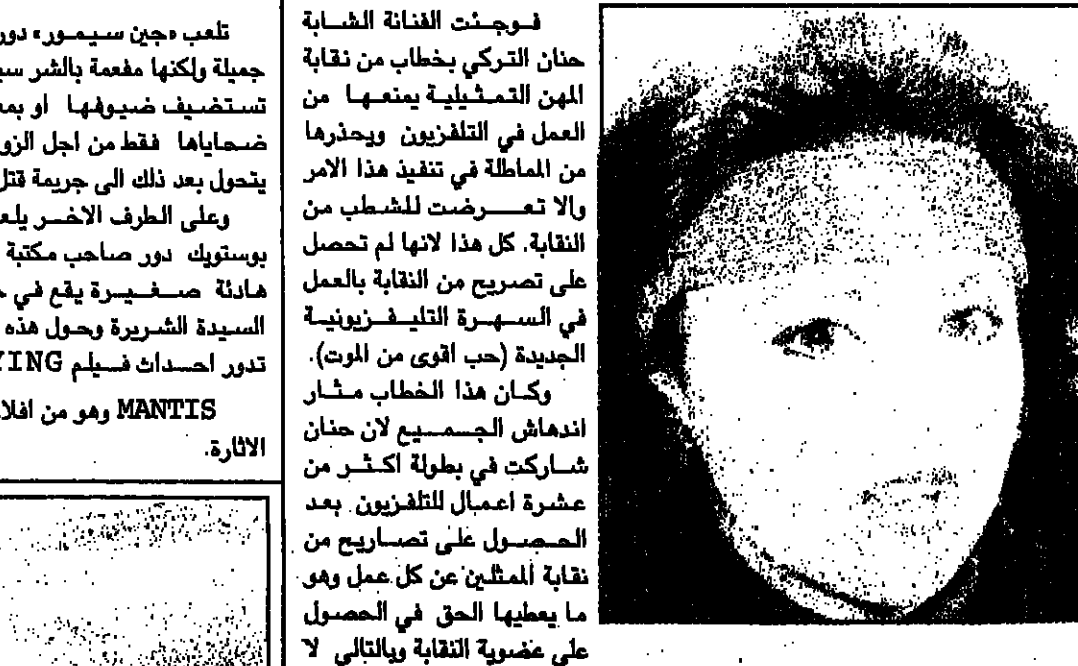 فوجئت الفنانة الشابة
حنان التركي بخطاب من نقابة
المهن التمثيلية يمنعها من
العمل في التلفزيون ويحذرها
من المماطلة في تنفيذ هذا الامر
والا تعرضت للشطب من
النقابة. كل هذا لانها لم تحصل
على تصريح من النقابة بالعمل
في السهرة التليفزيونية
الجديدة (حب اقوى من الموت).
وكان هذا الخطاب مثار
اندهاش الجميع لان حنان
شاركت في بطولة اكثر من
عشرة اعمال للتلفزيون بعد
الحصول على تصاريح من
نقابة الممثلين عن كل عمل وهو
ما يعطيها الحق في الحصول
على عضوية النقابة وبالتالي لا
تلعب «جين سيمور» دور
جميلة ولكنها مفعمة بالشر
تستضيف ضيوفها او
ضحاياها فقط من اجل
يتحول بعد ذلك الى جريمة قتل
وعلى الطرف الاخر
بوستويك دور صاحب مكتبة
هادئة صغيرة يقع في
السيدة الشريرة وحول هذه
تدور احداث فيلم YING
MANTIS وهو من
الاثارة.